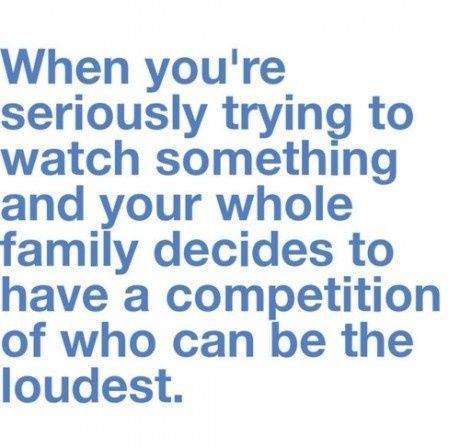 When you're
seriously trying to
watch something
and your whole
family decides to
have a competition
of who can be the
loudest.